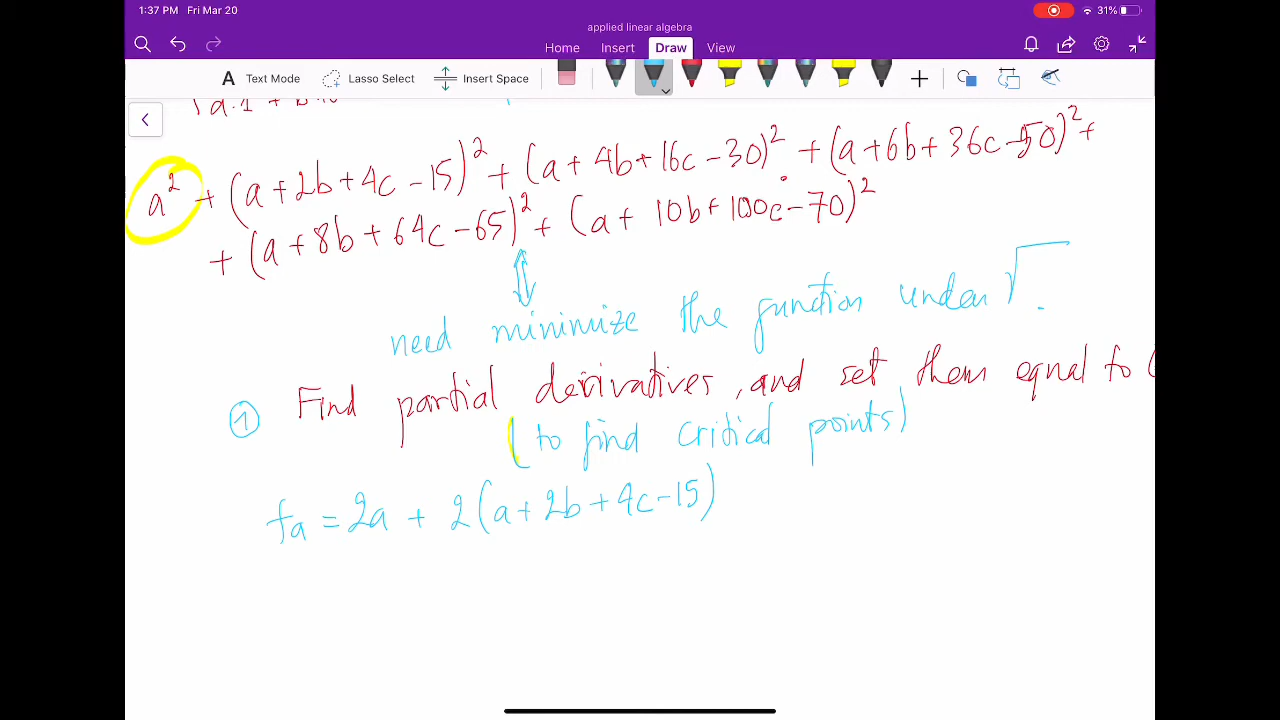 1:37 PM Fri Mar 20
31%
applied linear algebra
Home Insert Draw View
A Text Mode Lasso Select Insert Space
a² + (a + 2b + 4c - 15)² + (a + 4b + 16c - 30)² + (a + 6b + 36c - 50)² +
+ (a + 8b + 64c - 65)² + (a + 10b + 100c - 70)²
need minimize the function under √ .
① Find partial derivatives, and set them equal to
(to find critical points)
fa = 2a + 2(a + 2b + 4c - 15)